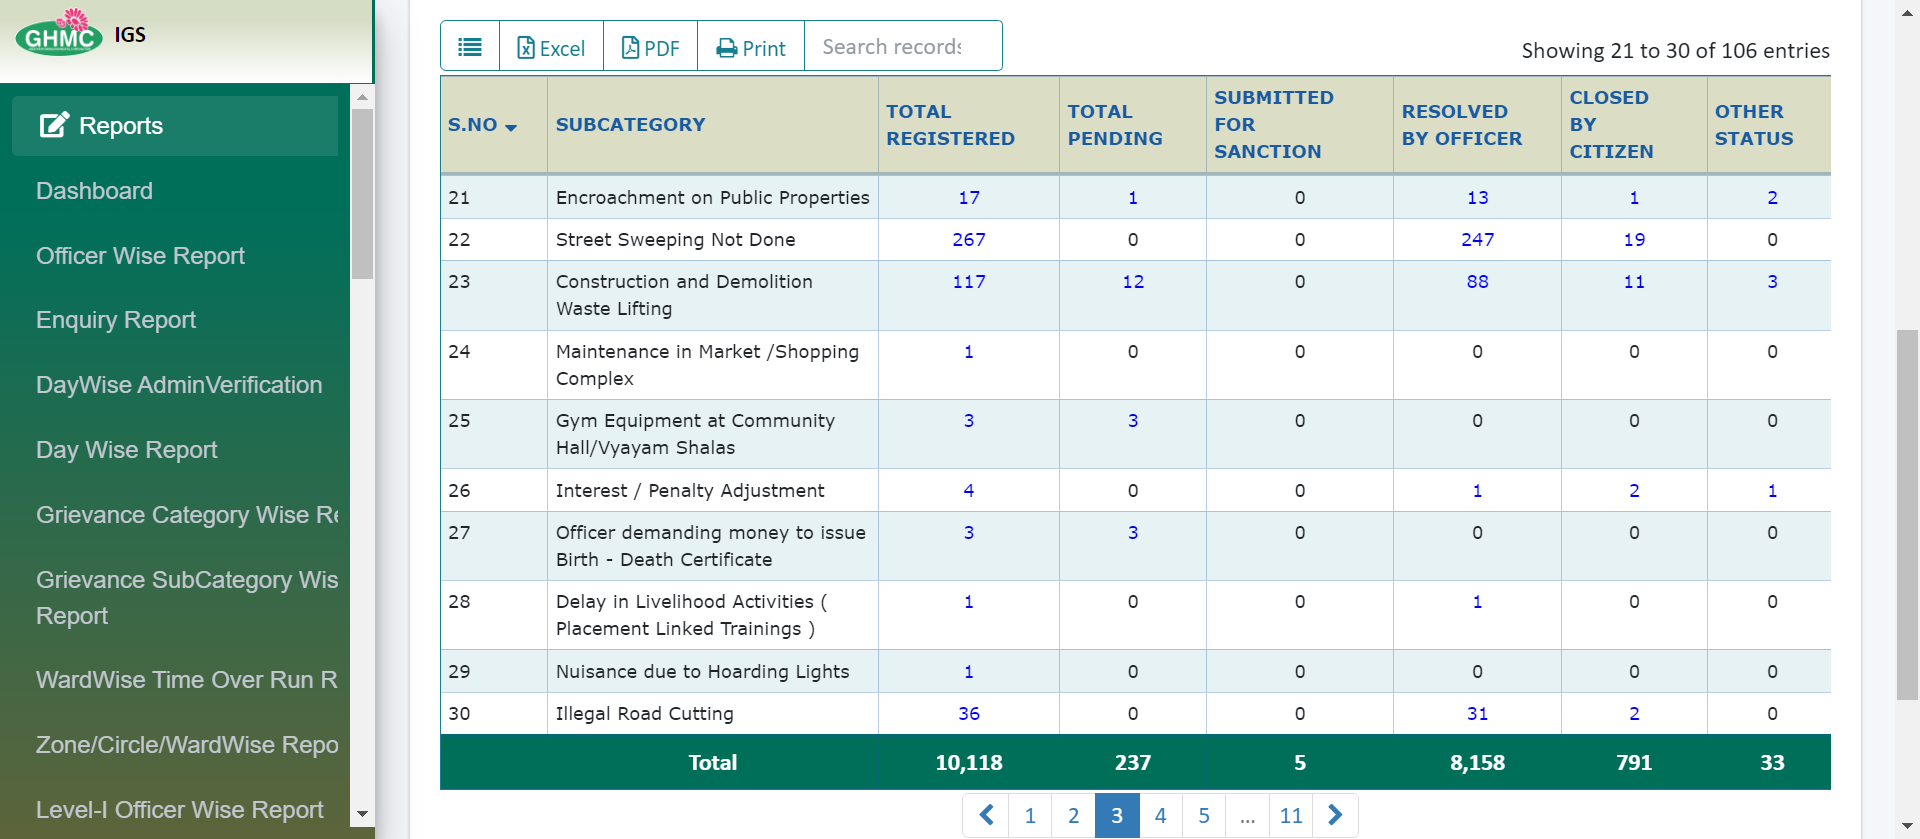 GHMC IGS
Reports
Dashboard
Officer Wise Report
Enquiry Report
DayWise AdminVerification
Day Wise Report
Grievance Category Wise Re
Grievance SubCategory Wis
Report
WardWise Time Over Run R
Zone/Circle/WardWise Repo
Level-I Officer Wise Report
Excel PDF Print Search records
Showing 21 to 30 of 106 entries
S.NO SUBCATEGORY TOTAL REGISTERED TOTAL PENDING SUBMITTED FOR SANCTION RESOLVED BY OFFICER CLOSED BY CITIZEN OTHER STATUS
21 Encroachment on Public Properties 17 1 0 13 1 2
22 Street Sweeping Not Done 267 0 0 247 19 0
23 Construction and Demolition 117 12 0 88 11 3
Waste Lifting
24 Maintenance in Market /Shopping 1 0 0 0 0 0
Complex
25 Gym Equipment at Community 3 3 0 0 0 0
Hall/Vyayam Shalas
26 Interest / Penalty Adjustment 4 0 0 1 2 1
27 Officer demanding money to issue 3 3 0 0 0 0
Birth - Death Certificate
28 Delay in Livelihood Activities ( 1 0 0 1 0 0
Placement Linked Trainings )
29 Nuisance due to Hoarding Lights 1 0 0 0 0 0
30 Illegal Road Cutting 36 0 0 31 2 0
Total 10,118 237 5 8,158 791 33
1 2 3 4 5 ... 11